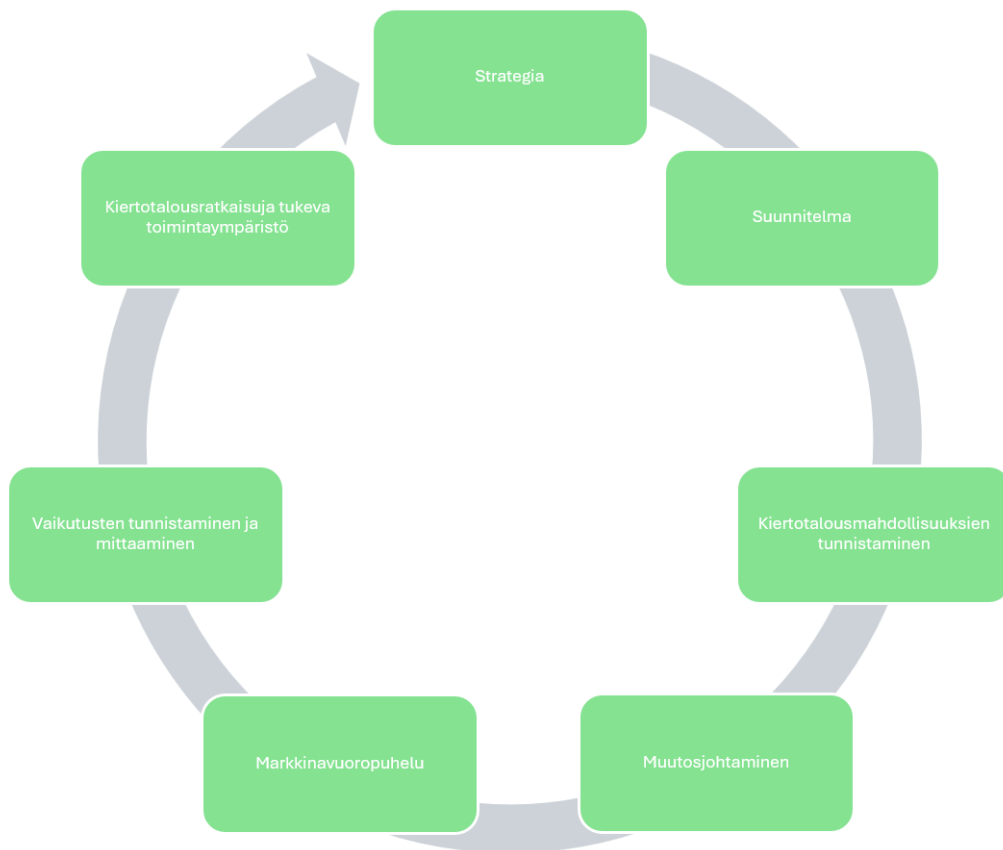 Strategia
Suunnitelma
Kiertotalousmahdollisuuksien
tunnistaminen
Muutosjohtaminen
Markkinavuoropuhelu
Vaikutusten tunnistaminen ja
mittaaminen
Kiertotalousratkaisuja tukeva
toimintaympäristö